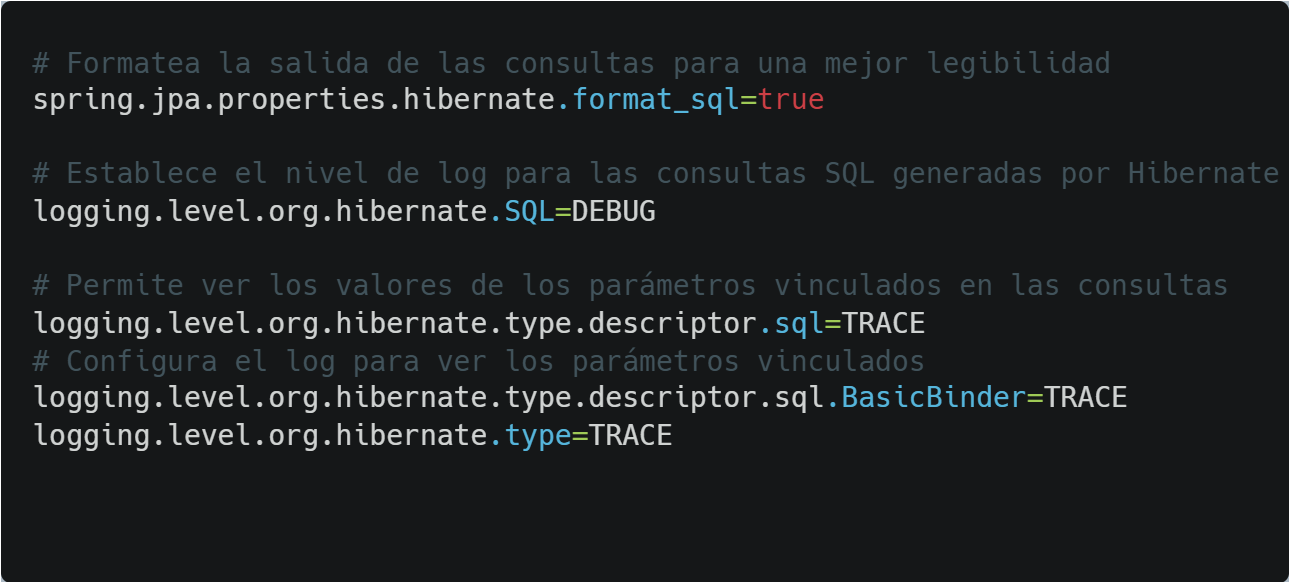 # Formatea la salida de las consultas para una mejor legibilidad
spring.jpa.properties.hibernate.format_sql=true
# Establece el nivel de log para las consultas SQL generadas por Hibernate
logging.level.org.hibernate.SQL=DEBUG
# Permite ver los valores de los parámetros vinculados en las consultas
logging.level.org.hibernate.type.descriptor.sql=TRACE
# Configura el log para ver los parámetros vinculados
logging.level.org.hibernate.type.descriptor.sql.BasicBinder=TRACE
logging.level.org.hibernate.type=TRACE